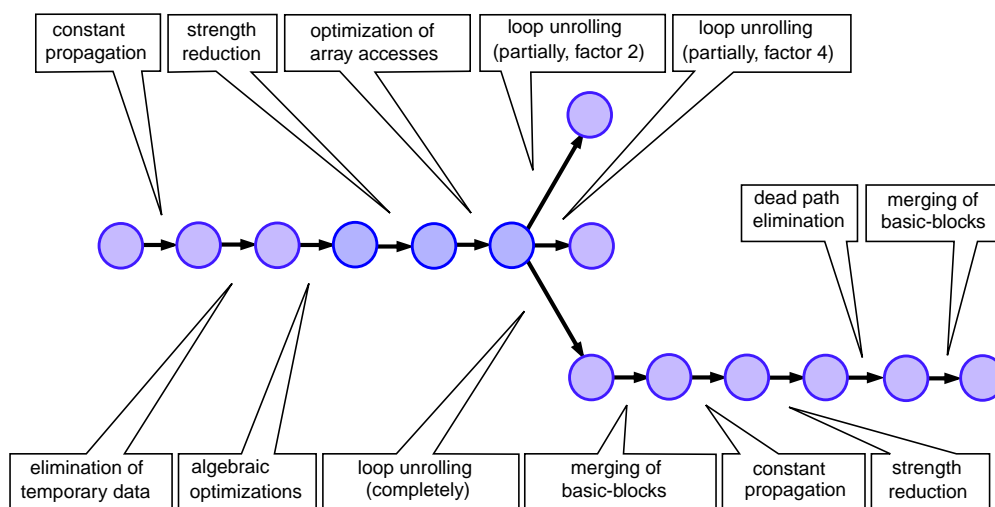 constant
propagation
strength
reduction
optimization of
array accesses
loop unrolling
(partially, factor 2)
loop unrolling
(partially, factor 4)
dead path
elimination
merging of
basic-blocks
elimination of
temporary data
algebraic
optimizations
loop unrolling
(completely)
merging of
basic-blocks
constant
propagation
strength
reduction